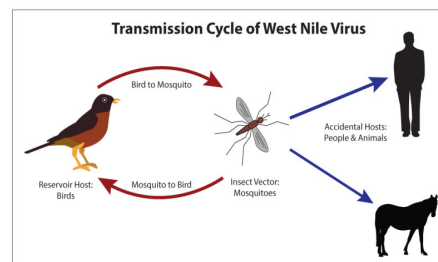 Transmission Cycle of West Nile Virus
Bird to Mosquito
Accidental Hosts:
People & Animals
Reservoir Host:
Birds
Mosquito to Bird
Insect Vector:
Mosquitoes